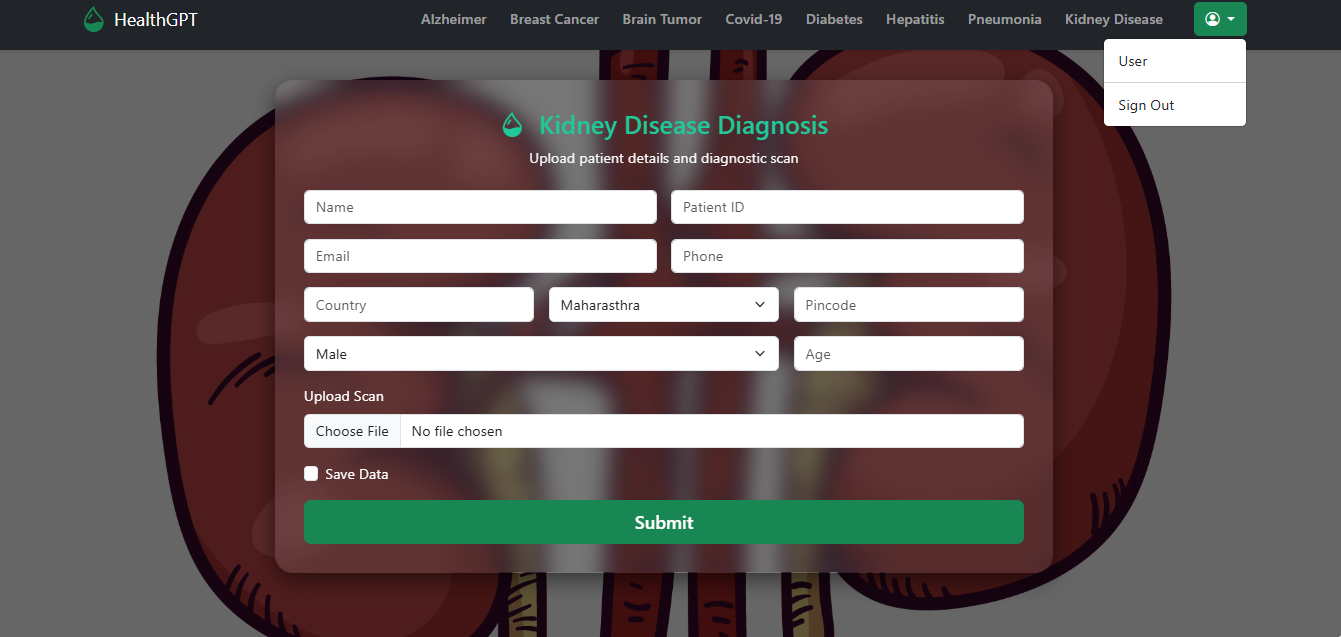 HealthGPT Alzheimer Breast Cancer Brain Tumor Covid-19 Diabetes Hepatitis Pneumonia Kidney Disease
User
Sign Out
Kidney Disease Diagnosis
Upload patient details and diagnostic scan
Name Patient ID
Email Phone
Country Maharasthra Pincode
Male Age
Upload Scan
Choose File No file chosen
Save Data
Submit